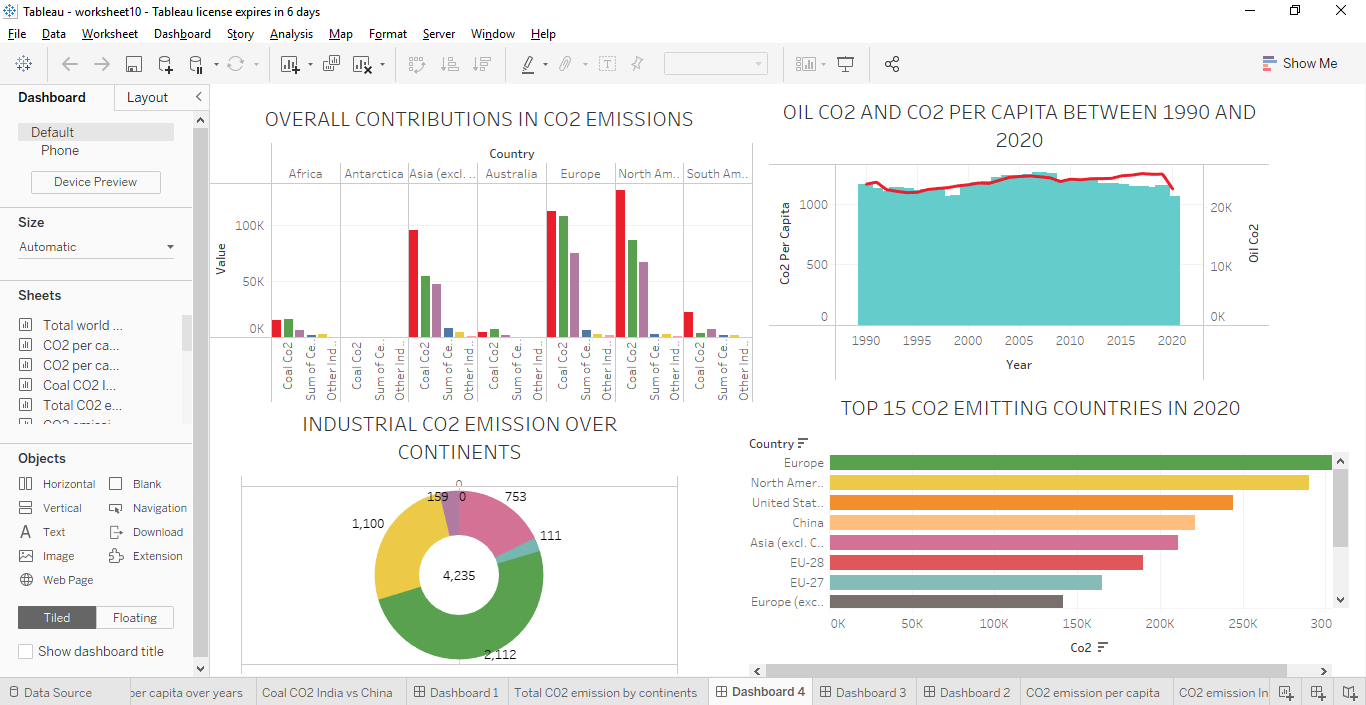 Tableau - worksheet10 - Tableau license expires in 6 days
File Data Worksheet Dashboard Story Analysis Map Format Server Window Help
Show Me
Dashboard Layout
Default
Phone
Device Preview
Size
Automatic
Sheets
Total world ...
CO2 per ca...
CO2 per ca...
Coal CO2 I...
Total CO2 e...
Objects
Horizontal Blank
Vertical Navigation
Text Download
Image Extension
Web Page
Tiled Floating
Show dashboard title
OVERALL CONTRIBUTIONS IN CO2 EMISSIONS
Country
Africa Antarctica Asia (excl. .. Australia Europe North Am.. South Am..
Value
100K
50K
0K
Coal Co2 Sum of Ce.. Other Ind..
Coal Co2 Sum of Ce.. Other Ind..
Coal Co2 Sum of Ce.. Other Ind..
Coal Co2 Sum of Ce.. Other Ind..
Coal Co2 Sum of Ce.. Other Ind..
Coal Co2 Sum of Ce.. Other Ind..
Coal Co2 Sum of Ce.. Other Ind..
OIL CO2 AND CO2 PER CAPITA BETWEEN 1990 AND
2020
Co2 Per Capita
1000
500
0
20K
10K
0K
Oil Co2
1990 1995 2000 2005 2010 2015 2020
Year
INDUSTRIAL CO2 EMISSION OVER
CONTINENTS
0
159 0 753
1,100
111
4,235
2,112
TOP 15 CO2 EMITTING COUNTRIES IN 2020
Country
Europe
North Amer..
United Stat..
China
Asia (excl. C..
EU-28
EU-27
Europe (exc..
0K 50K 100K 150K 200K 250K 300
Co2
Data Source per capita over years Coal CO2 India vs China Dashboard 1 Total CO2 emission by continents Dashboard 4 Dashboard 3 Dashboard 2 CO2 emission per capita CO2 emission In